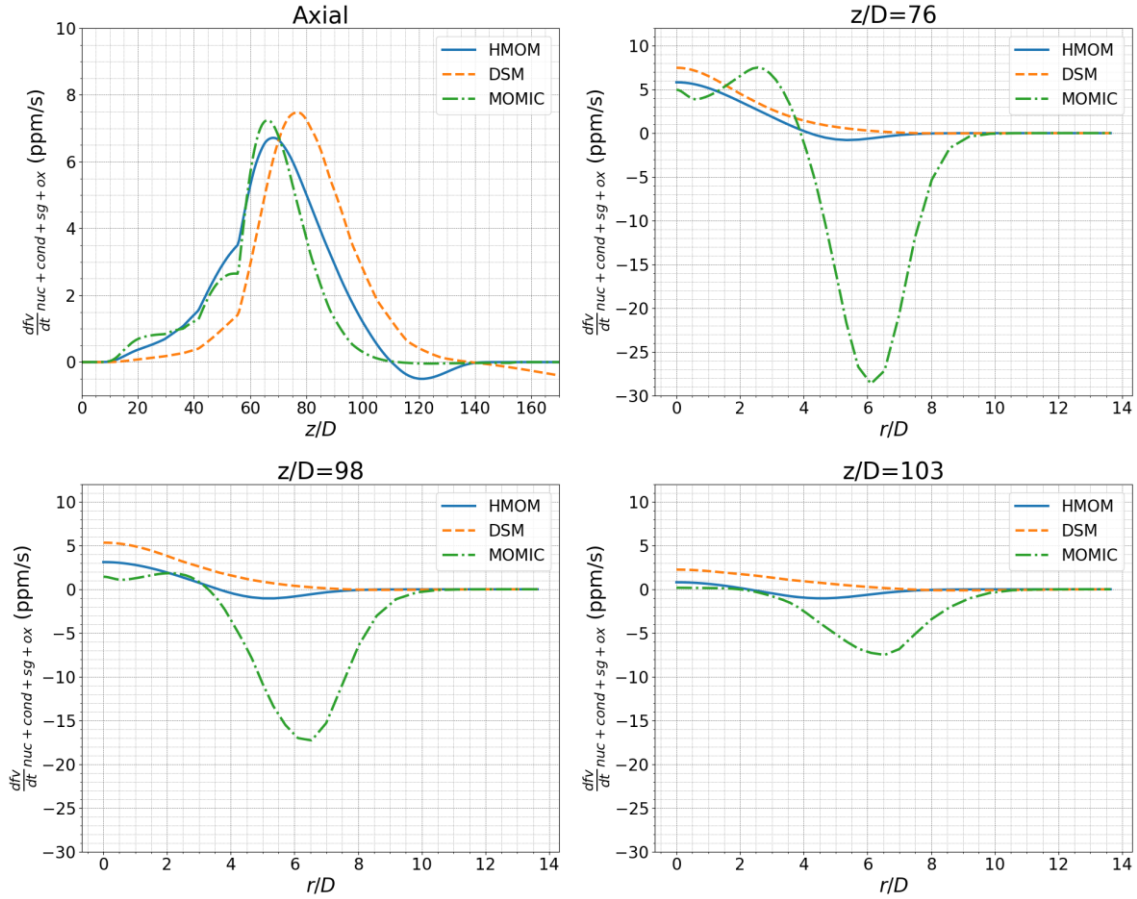 Axial
10
8
6
4
2
0
0 20 40 60 80 100 120 140 160
z/D
dfv/dt nuc + cond + sg + ox (ppm/s)
HMOM
DSM
MOMIC
z/D=76
10
5
0
−5
−10
−15
−20
−25
−30
0 2 4 6 8 10 12 14
r/D
dfv/dt nuc + cond + sg + ox (ppm/s)
HMOM
DSM
MOMIC
z/D=98
10
5
0
−5
−10
−15
−20
−25
−30
0 2 4 6 8 10 12 14
r/D
dfv/dt nuc + cond + sg + ox (ppm/s)
HMOM
DSM
MOMIC
z/D=103
10
5
0
−5
−10
−15
−20
−25
−30
0 2 4 6 8 10 12 14
r/D
dfv/dt nuc + cond + sg + ox (ppm/s)
HMOM
DSM
MOMIC